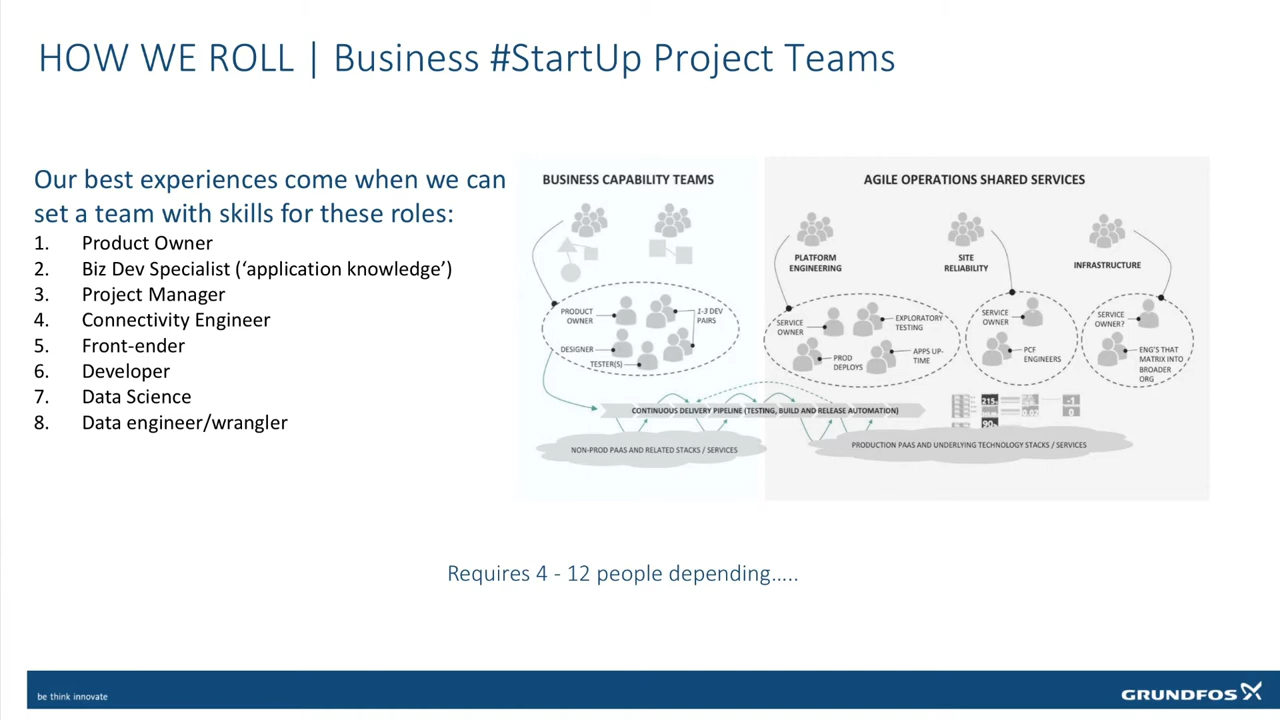 HOW WE ROLL | Business #StartUp Project Teams
Our best experiences come when we can
set a team with skills for these roles:
1. Product Owner
2. Biz Dev Specialist (‘application knowledge’)
3. Project Manager
4. Connectivity Engineer
5. Front-ender
6. Developer
7. Data Science
8. Data engineer/wrangler
BUSINESS CAPABILITY TEAMS
PRODUCT
OWNER
1-3 DEV
PAIRS
DESIGNER
TESTER(S)
AGILE OPERATIONS SHARED SERVICES
PLATFORM
ENGINEERING
SITE
RELIABILITY
INFRASTRUCTURE
SERVICE
OWNER
EXPLORATORY
TESTING
PROD
DEPLOYS
APPS UP-
TIME
SERVICE
OWNER
PCF
ENGINEERS
SERVICE
OWNER?
ENG'S THAT
MATRIX INTO
BROADER
ORG
CONTINUOUS DELIVERY PIPELINE (TESTING, BUILD AND RELEASE AUTOMATION)
215
-1
0.02
0
90
NON-PROD PAAS AND RELATED STACKS / SERVICES
PRODUCTION PAAS AND UNDERLYING TECHNOLOGY STACKS / SERVICES
Requires 4 - 12 people depending.....
be think innovate
GRUNDFOS